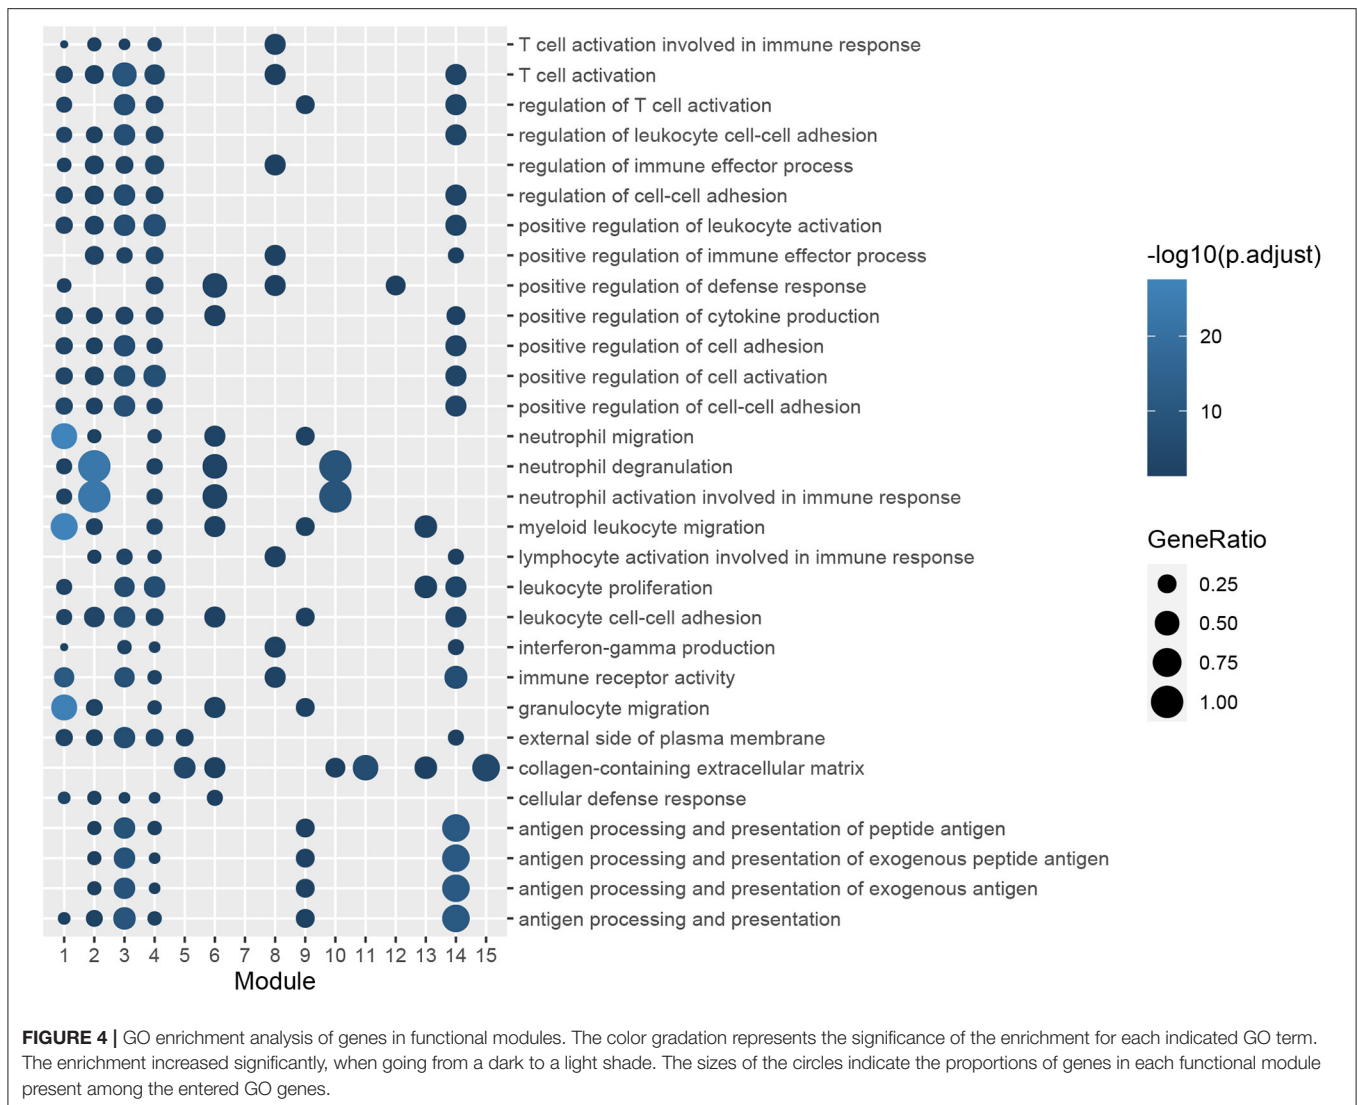 T cell activation involved in immune response
T cell activation
regulation of T cell activation
regulation of leukocyte cell-cell adhesion
regulation of immune effector process
regulation of cell-cell adhesion
positive regulation of leukocyte activation
positive regulation of immune effector process
positive regulation of defense response
positive regulation of cytokine production
positive regulation of cell adhesion
positive regulation of cell activation
positive regulation of cell-cell adhesion
neutrophil migration
neutrophil degranulation
neutrophil activation involved in immune response
myeloid leukocyte migration
lymphocyte activation involved in immune response
leukocyte proliferation
leukocyte cell-cell adhesion
interferon-gamma production
immune receptor activity
granulocyte migration
external side of plasma membrane
collagen-containing extracellular matrix
cellular defense response
antigen processing and presentation of peptide antigen
antigen processing and presentation of exogenous peptide antigen
antigen processing and presentation of exogenous antigen
antigen processing and presentation
1 2 3 4 5 6 7 8 9 10 11 12 13 14 15
Module
-log10(p.adjust)
20
10
GeneRatio
0.25
0.50
0.75
1.00
FIGURE 4 | GO enrichment analysis of genes in functional modules. The color gradation represents the significance of the enrichment for each indicated GO term.
The enrichment increased significantly, when going from a dark to a light shade. The sizes of the circles indicate the proportions of genes in each functional module
present among the entered GO genes.